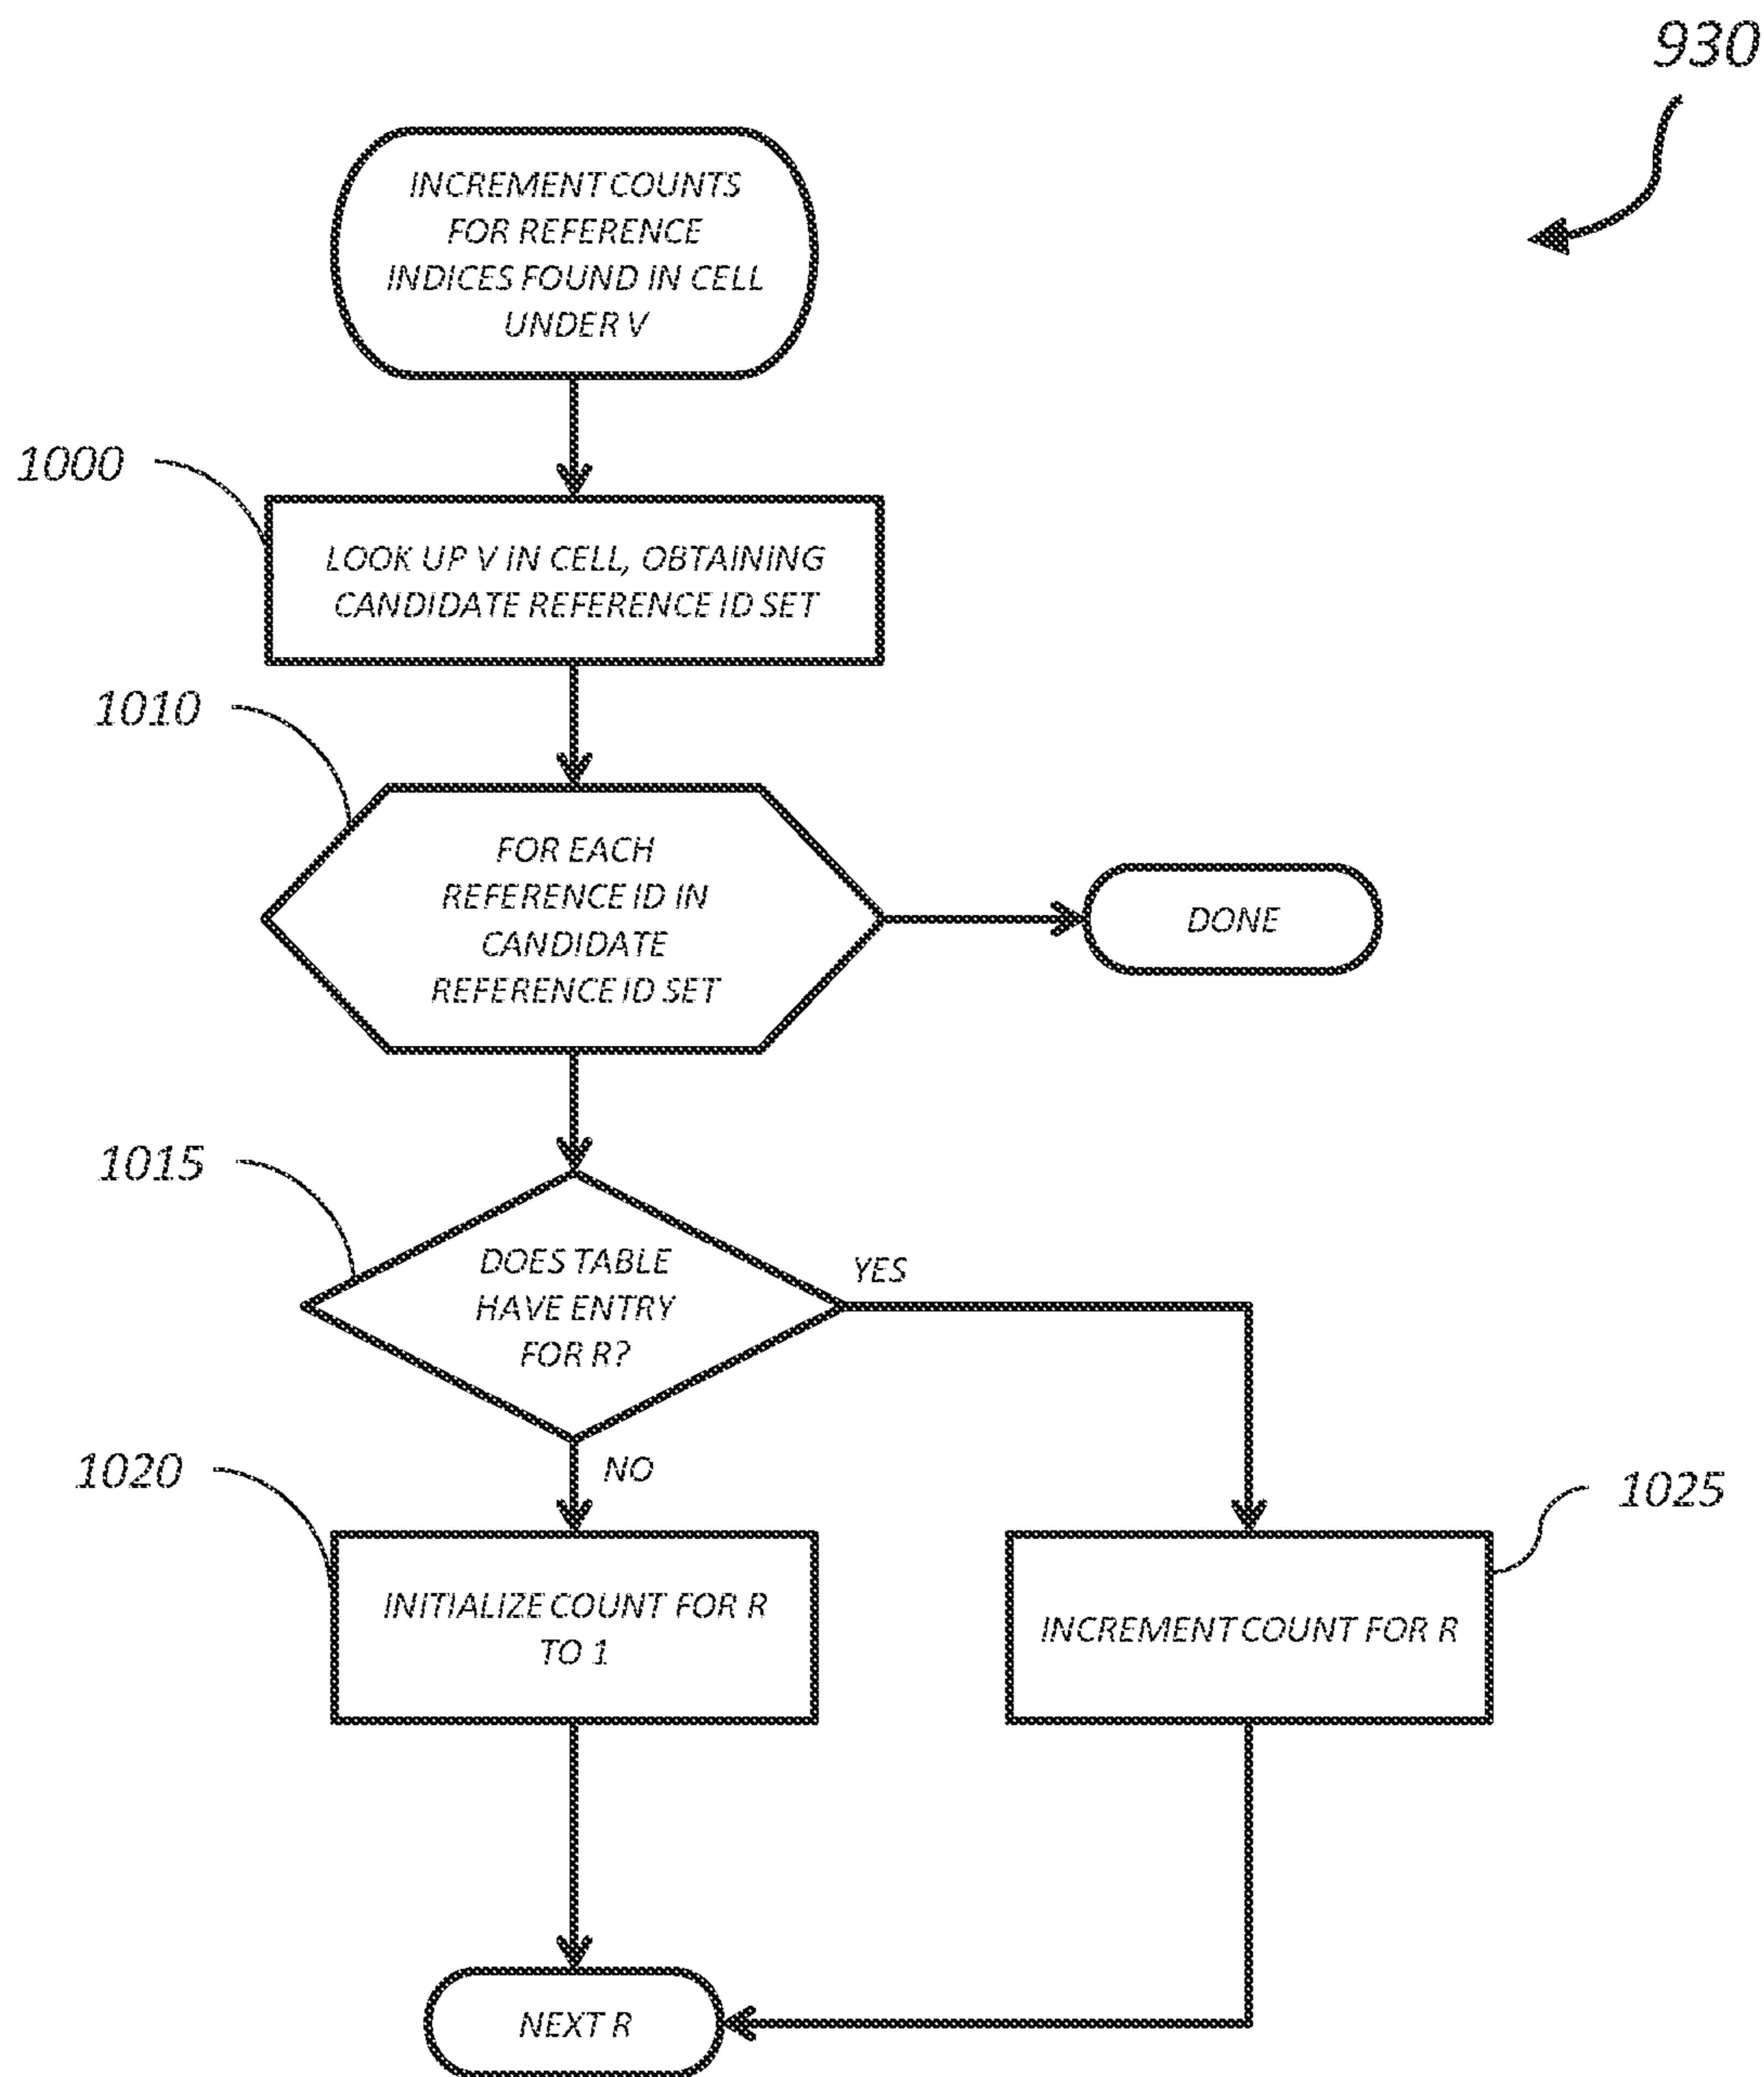 930
INCREMENT COUNTS
FOR REFERENCE
INDICES FOUND IN CELL
UNDER V
1000
LOOK UP V IN CELL, OBTAINING
CANDIDATE REFERENCE ID SET
1010
FOR EACH
REFERENCE ID IN
CANDIDATE
REFERENCE ID SET
DONE
1015
DOES TABLE
HAVE ENTRY
FOR R?
YES
NO
1020
INITIALIZE COUNT FOR R
TO 1
1025
INCREMENT COUNT FOR R
NEXT R